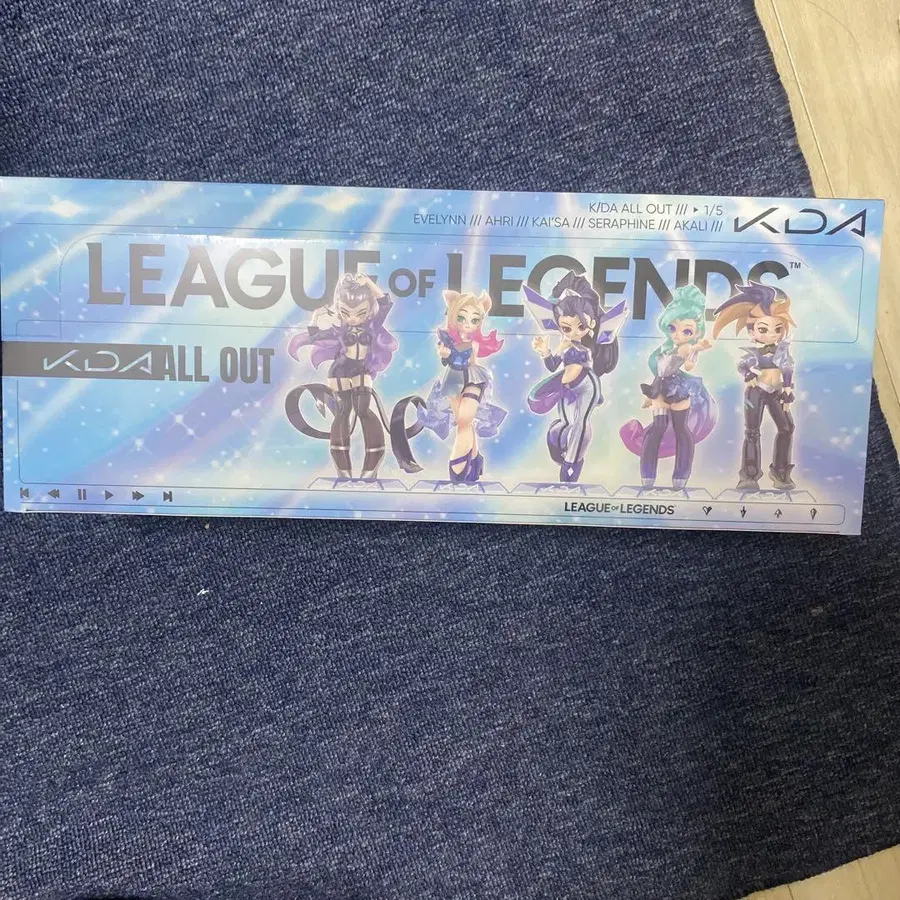 K/DA ALL OUT /// ▸ 1/5
EVELYNN /// AHRI /// KAI'SA /// SERAPHINE /// AKALI ///
K/DA
LEAGUE OF LEGENDS™
K/DA ALL OUT
LEAGUE OF LEGENDS